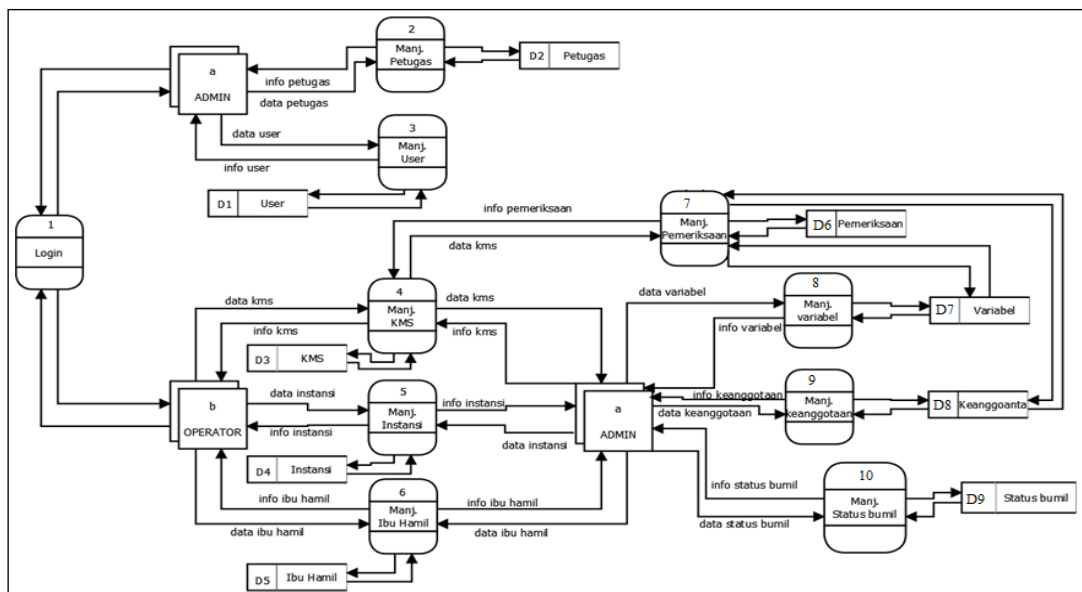 2
Manj.
Petugas
D2 Petugas
a
ADMIN
info petugas
data petugas
3
Manj.
User
data user
info user
D1 User
1
Login
7
Manj.
Pemeriksaan
info pemeriksaan
data kms
D6 Pemeriksaan
4
Manj.
KMS
data kms
info kms
data kms
info kms
D3 KMS
8
Manj.
variabel
data variabel
info variabel
D7 Variabel
b
OPERATOR
5
Manj.
Instansi
data instansi
info instansi
info instansi
data instansi
D4 Instansi
a
ADMIN
9
Manj.
keanggotaan
info keanggotaan
data keanggotaan
D8 Keanggoanta
6
Manj.
Ibu Hamil
info ibu hamil
data ibu hamil
info ibu hamil
data ibu hamil
D5 Ibu Hamil
10
Manj.
Status bumil
info status bumil
data status bumil
D9 Status bumil